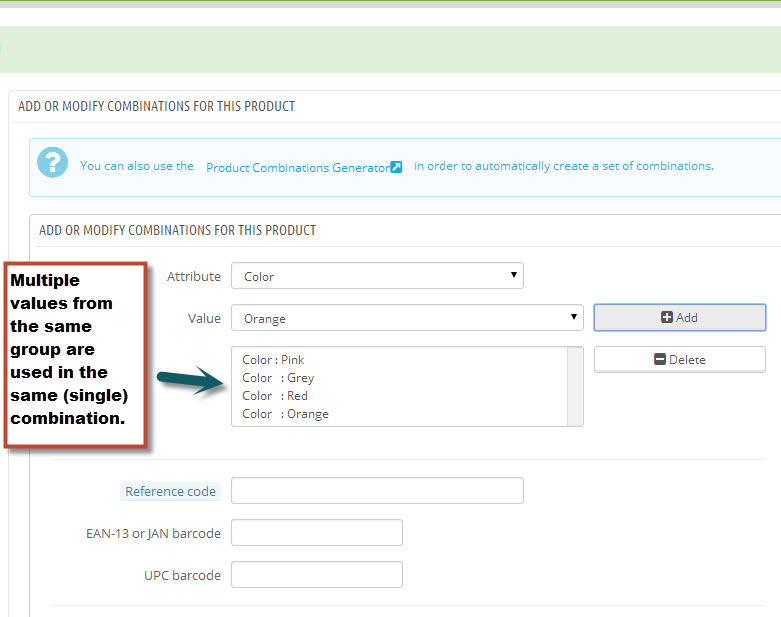 ADD OR MODIFY COMBINATIONS FOR THIS PRODUCT
You can also use the Product Combinations Generator in order to automatically create a set of combinations.
ADD OR MODIFY COMBINATIONS FOR THIS PRODUCT
Multiple
values from
the same
group are
used in the
same (single)
combination.
Attribute Color
Value Orange Add
Color : Pink
Color : Grey
Color : Red
Color : Orange
Delete
Reference code
EAN-13 or JAN barcode
UPC barcode